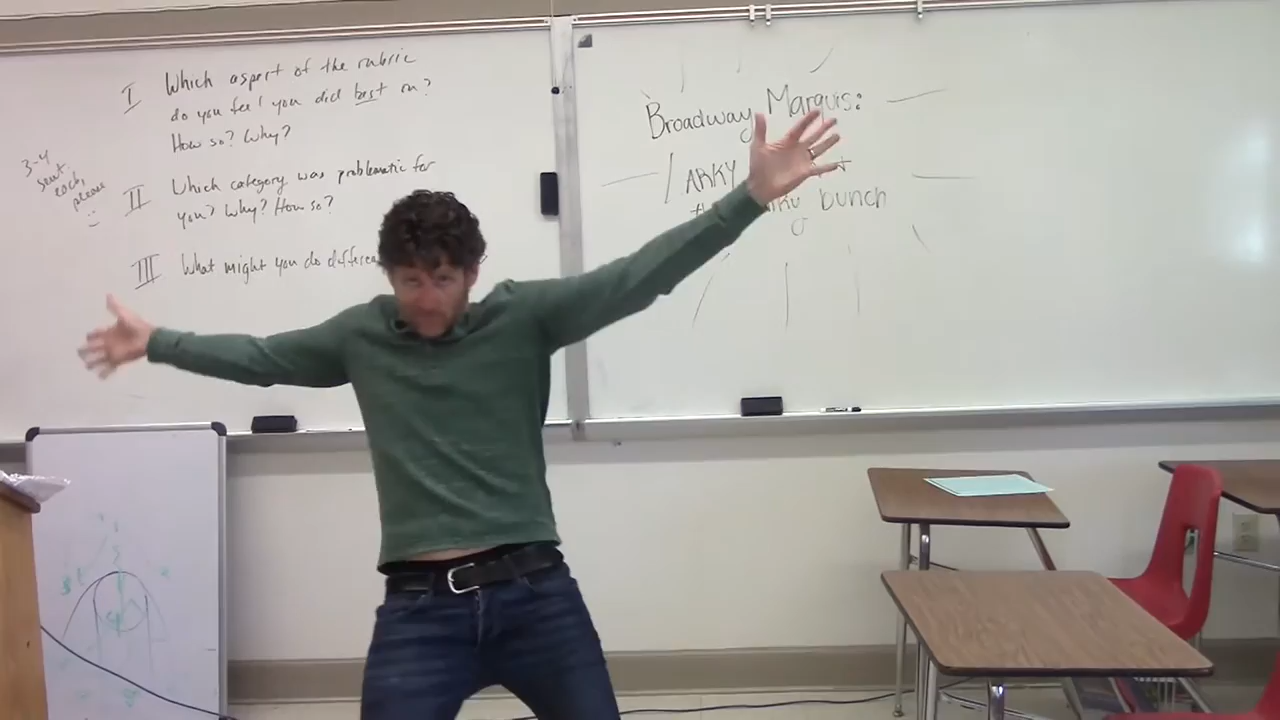 3-4
sent
each,
please
I Which aspect of the rubric
do you feel you did best on?
How so? Why?
II Which category was problematic for
you? Why? How so?
III What might you do
Broadway Marquis:
ARKY
bunch